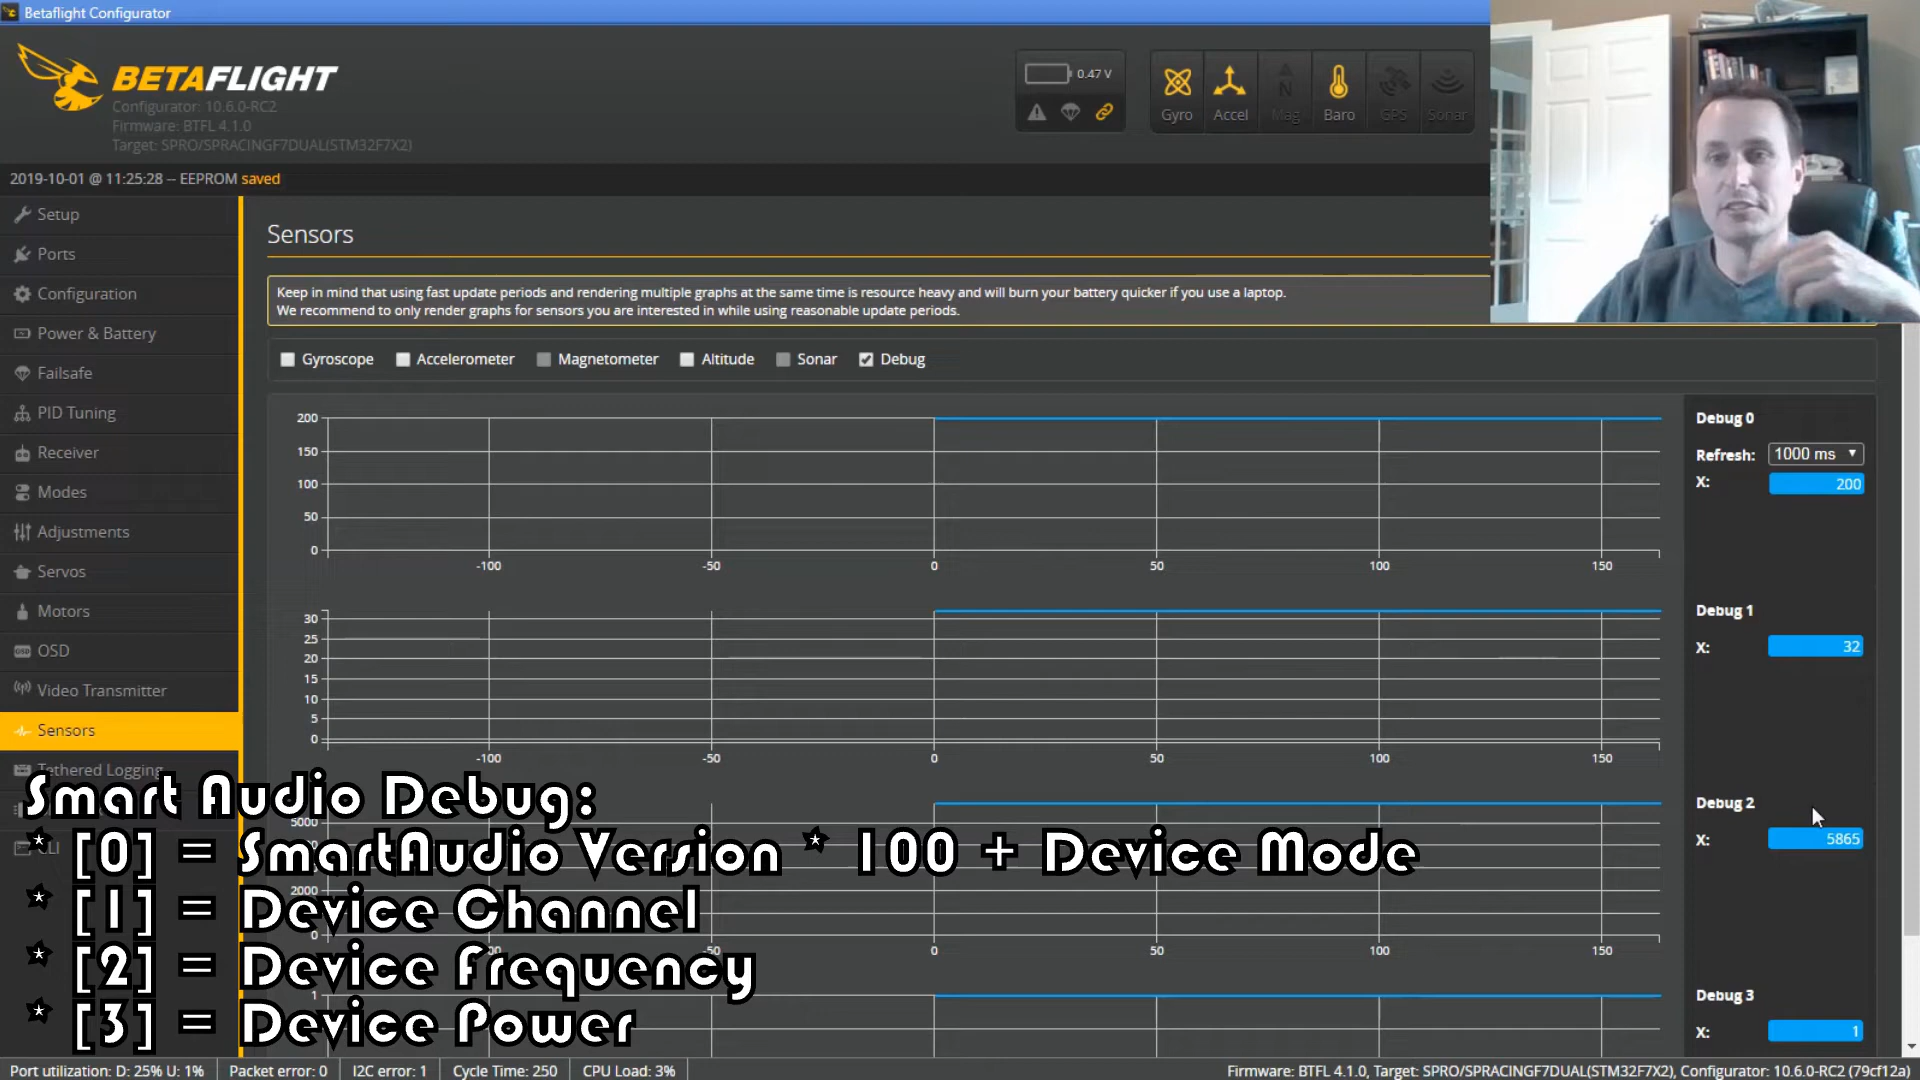 Betaflight Configurator
BETAFLIGHT
Configurator: 10.6.0-RC2
Firmware: BTFL 4.1.0
Target: SPRO/SPRACINGF7DUAL(STM32F7X2)
0.47 V
Gyro Accel Mag Baro GPS Sonar
2019-10-01 @ 11:25:28 -- EEPROM saved
Setup
Ports
Configuration
Power & Battery
Failsafe
PID Tuning
Receiver
Modes
Adjustments
Servos
Motors
OSD
Video Transmitter
Sensors
Tethered Logging
CLI
Sensors
Keep in mind that using fast update periods and rendering multiple graphs at the same time is resource heavy and will burn your battery quicker if you use a laptop.
We recommend to only render graphs for sensors you are interested in while using reasonable update periods.
Gyroscope Accelerometer Magnetometer Altitude Sonar Debug
200
150
100
50
0
-100 -50 0 50 100 150
Debug 0
Refresh: 1000 ms
X: 200
30
25
20
15
10
5
0
-100 -50 0 50 100 150
Debug 1
X: 32
5000
2000
0
-50 0 50 100 150
Debug 2
X: 5865
1
Debug 3
X: 1
Smart Audio Debug:
* [0] = SmartAudio Version * 100 + Device Mode
* [1] = Device Channel
* [2] = Device Frequency
* [3] = Device Power
Port utilization: D: 25% U: 1% Packet error: 0 I2C error: 1 Cycle Time: 250 CPU Load: 3%
Firmware: BTFL 4.1.0, Target: SPRO/SPRACINGF7DUAL(STM32F7X2), Configurator: 10.6.0-RC2 (79cf12a)